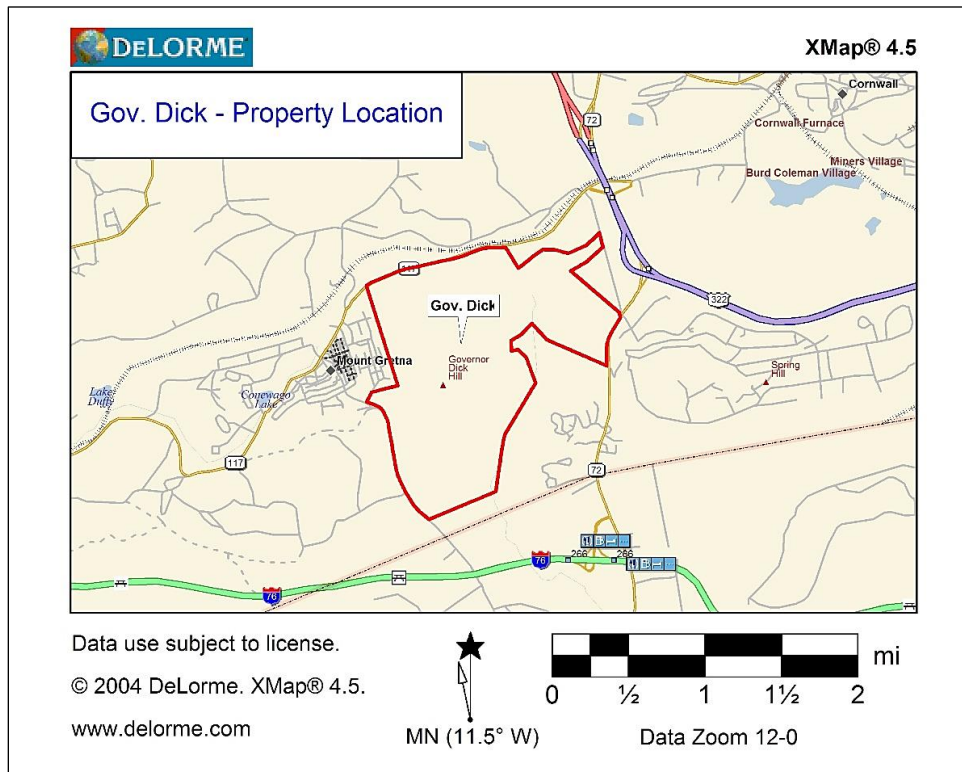 DELORME
XMap® 4.5
Gov. Dick - Property Location
72
Cornwall
Cornwall Furnace
Miners Village
Burd Coleman Village
322
Gov. Dick
Mount Gretna
Governor
Dick
Hill
Spring
Hill
Lake
Conewago
Lake
117
72
266
266
76
76
Data use subject to license.
© 2004 DeLorme. XMap® 4.5.
www.delorme.com
MN (11.5° W)
mi
0 ½ 1 1½ 2
Data Zoom 12-0